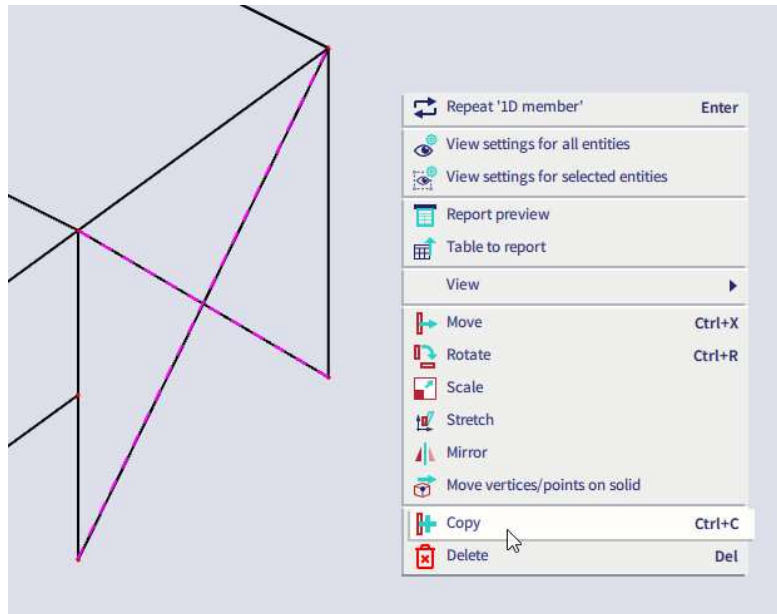 Repeat '1D member' Enter
View settings for all entities
View settings for selected entities
Report preview
Table to report
View
Move Ctrl+X
Rotate Ctrl+R
Scale
Stretch
Mirror
Move vertices/points on solid
Copy Ctrl+C
Delete Del